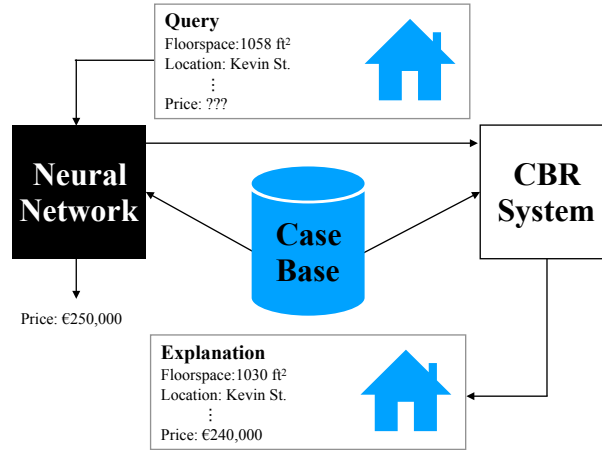 Query
Floorspace:1058 ft²
Location: Kevin St.
⋮
Price: ???
Neural
Network
CBR
System
Case
Base
Price: €250,000
Explanation
Floorspace:1030 ft²
Location: Kevin St.
⋮
Price: €240,000